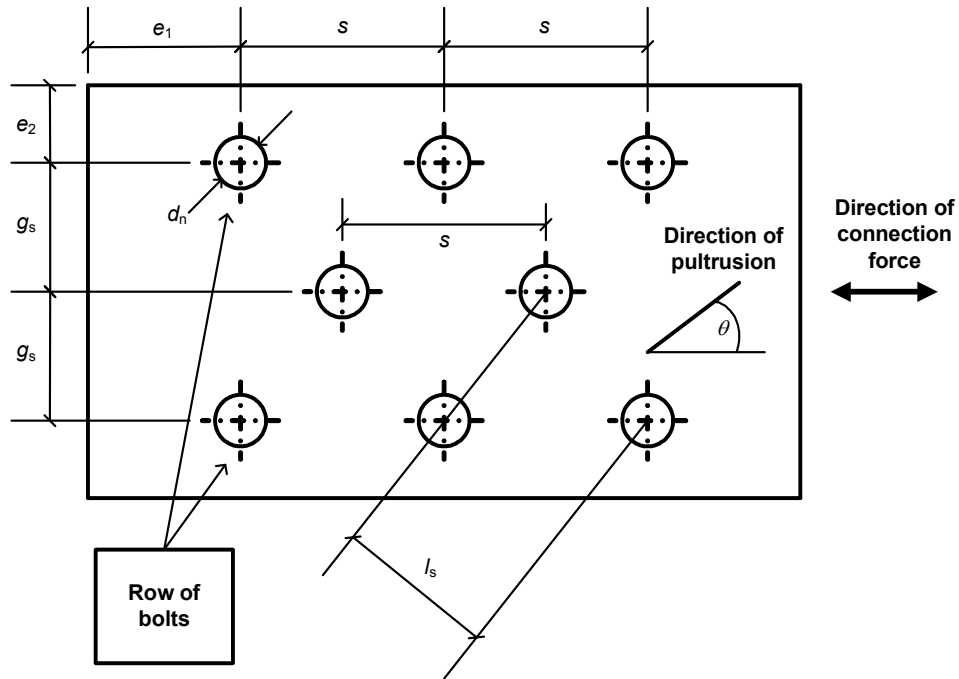 e1
s
s
e2
gs
dn
s
Direction of
pultrusion
θ
Direction of
connection
force
gs
ls
Row of
bolts